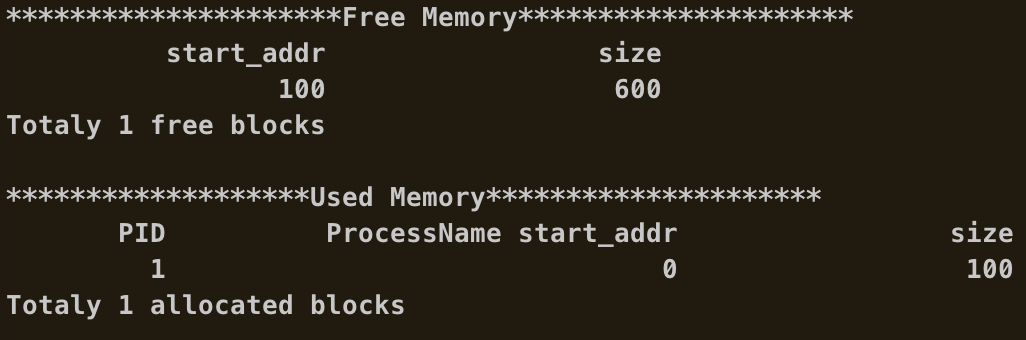 *********************Free Memory*********************
start_addr size
100 600
Totaly 1 free blocks
*******************Used Memory*********************
PID ProcessName start_addr size
1 0 100
Totaly 1 allocated blocks